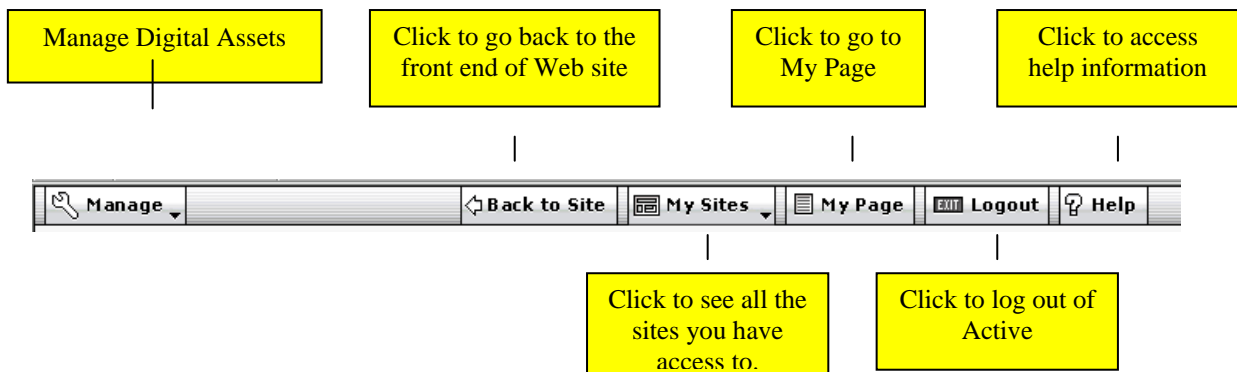 Manage Digital Assets
Click to go back to the
front end of Web site
Click to go to
My Page
Click to access
help information
Manage
Back to Site
My Sites
My Page
EXIT Logout
Help
Click to see all the
sites you have
access to.
Click to log out of
Active